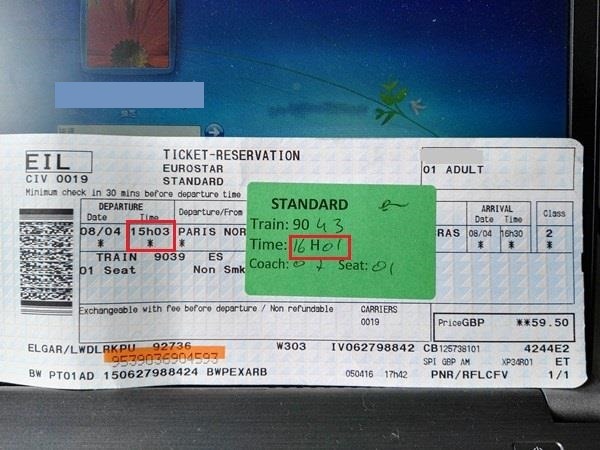 EIL
CIV 0019
TICKET-RESERVATION
EUROSTAR
STANDARD
01 ADULT
Minimum check in 30 mins before departure time
DEPARTURE
Date Time
Departure/From
ARRIVAL
Date Time
Class
08/04 15h03 PARIS NOR
RAS 08/04 16h30 2
* *
* *
*
TRAIN 9039 ES
01 Seat Non Smk
STANDARD
Train: 9043
Time: 16H01
Coach: 07 Seat: 01
Exchangeable with fee before departure / Non refundable
CARRIERS
0019
PriceGBP **59.50
ELGAR/LWDLRKPU 92736 W303 IV062798842 CB125738101 4244E2
9539036904593
SPI GBP AM XP34R01 ET
BW PT01AD 150627988424 BWPEXARB 050416 17h42 PNR/RFLCFV 1/1